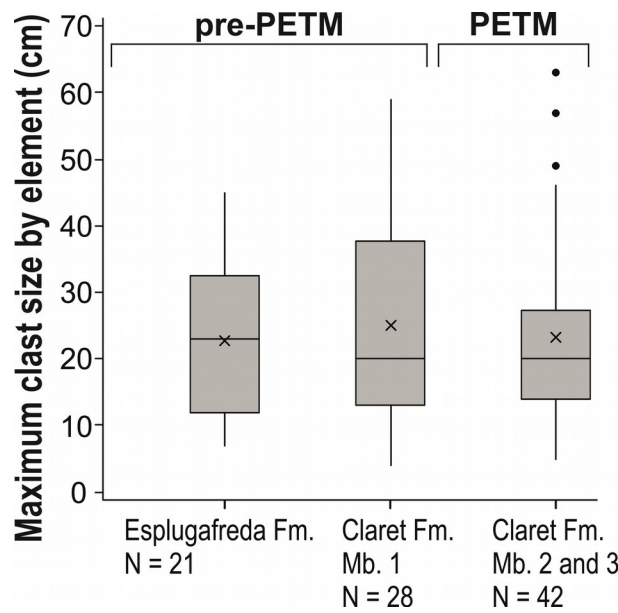 pre-PETM
PETM
Maximum clast size by element (cm)
70
60
50
40
30
20
10
0
Esplugafreda Fm.
N = 21
Claret Fm.
Mb. 1
N = 28
Claret Fm.
Mb. 2 and 3
N = 42